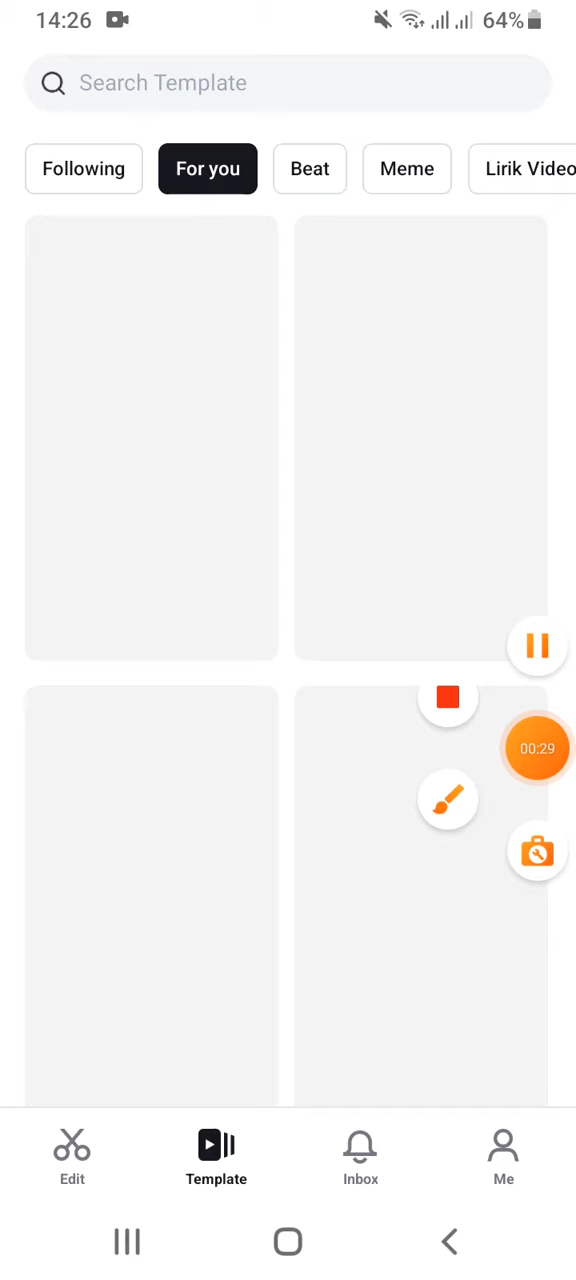 14:26 64%
Search Template
Following For you Beat Meme Lirik Video
00:29
Edit Template Inbox Me